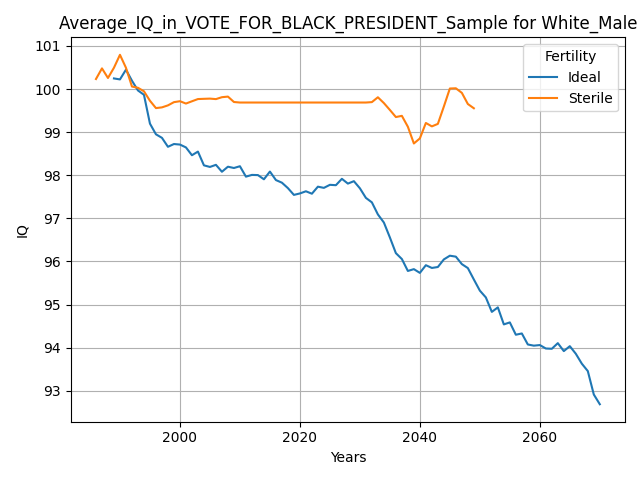 Average_IQ_in_VOTE_FOR_BLACK_PRESIDENT_Sample for White_Male
Fertility
Ideal
Sterile
101
100
99
98
97
96
95
94
93
IQ
2000
2020
2040
2060
Years